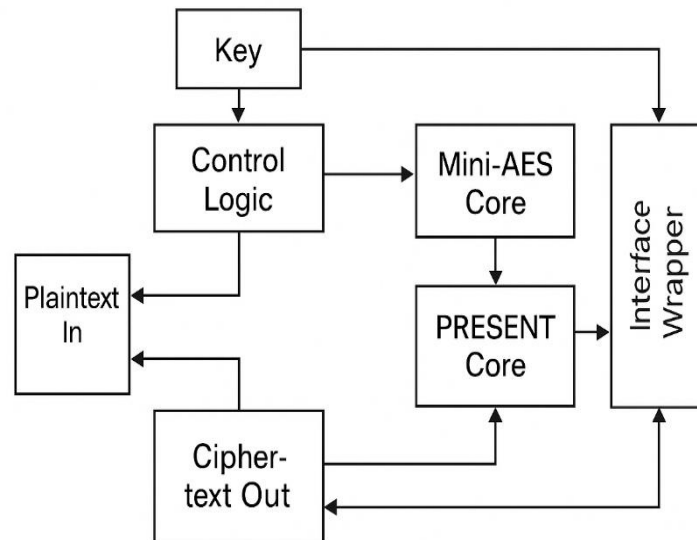 Key
Control
Logic
Mini-AES
Core
Interface
Wrapper
Plaintext
In
PRESENT
Core
Cipher-
text Out